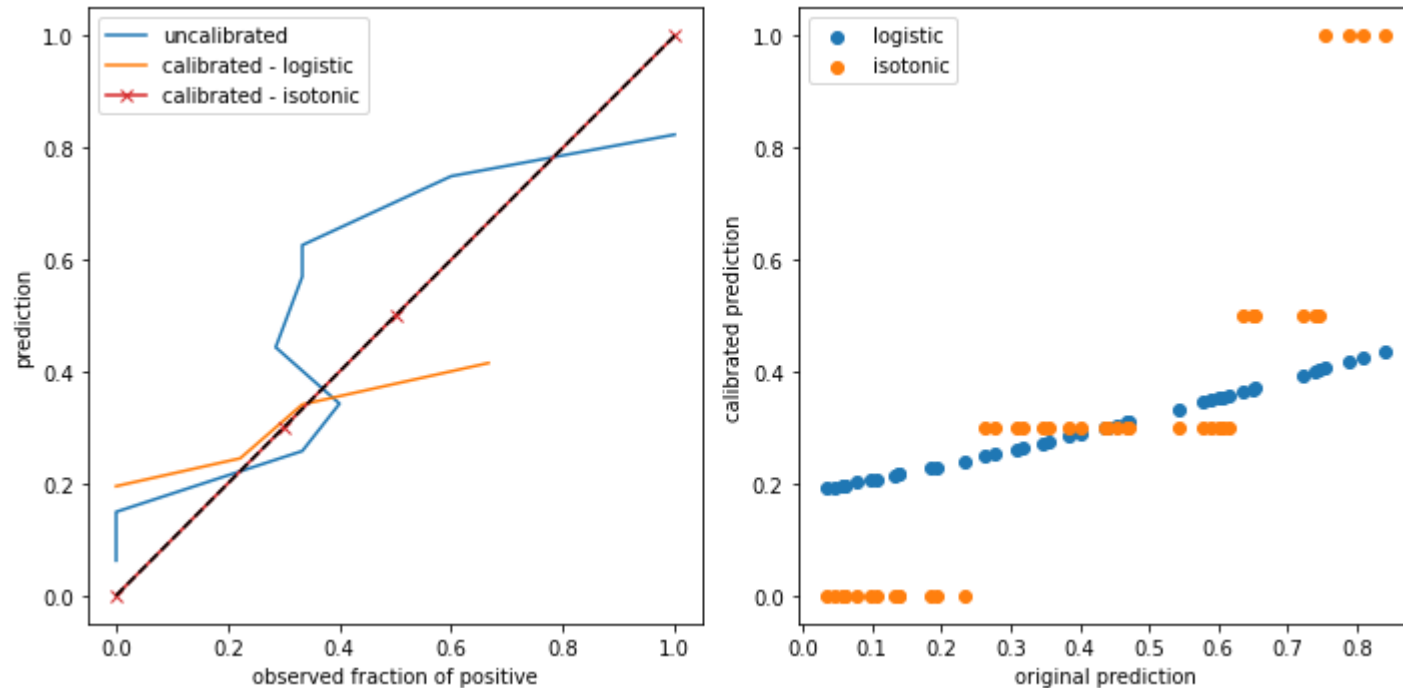 uncalibrated
calibrated - logistic
calibrated - isotonic
1.0
0.8
0.6
0.4
0.2
0.0
prediction
0.0 0.2 0.4 0.6 0.8 1.0
observed fraction of positive
logistic
isotonic
1.0
0.8
0.6
0.4
0.2
0.0
calibrated prediction
0.0 0.1 0.2 0.3 0.4 0.5 0.6 0.7 0.8
original prediction